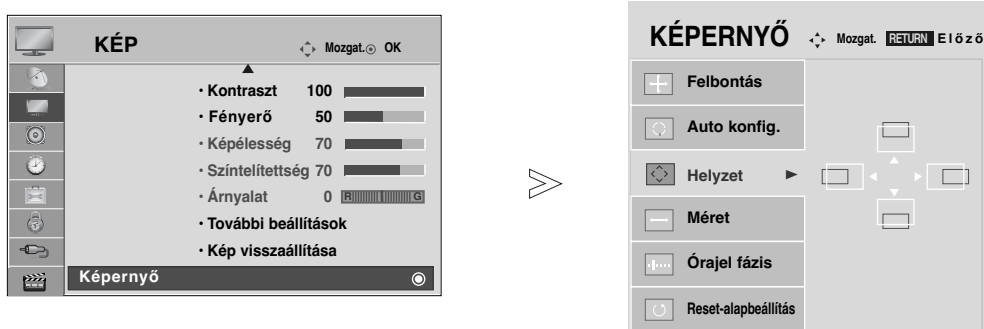 KÉP
Mozgat. OK
• Kontraszt 100
• Fényerő 50
• Képélesség 70
• Színtelítettség 70
• Árnyalat 0 R G
• További beállítások
• Kép visszaállítása
Képernyő
KÉPERNYŐ Mozgat. RETURN Előző
Felbontás
Auto konfig.
Helyzet
Méret
Órajel fázis
Reset-alapbeállítás